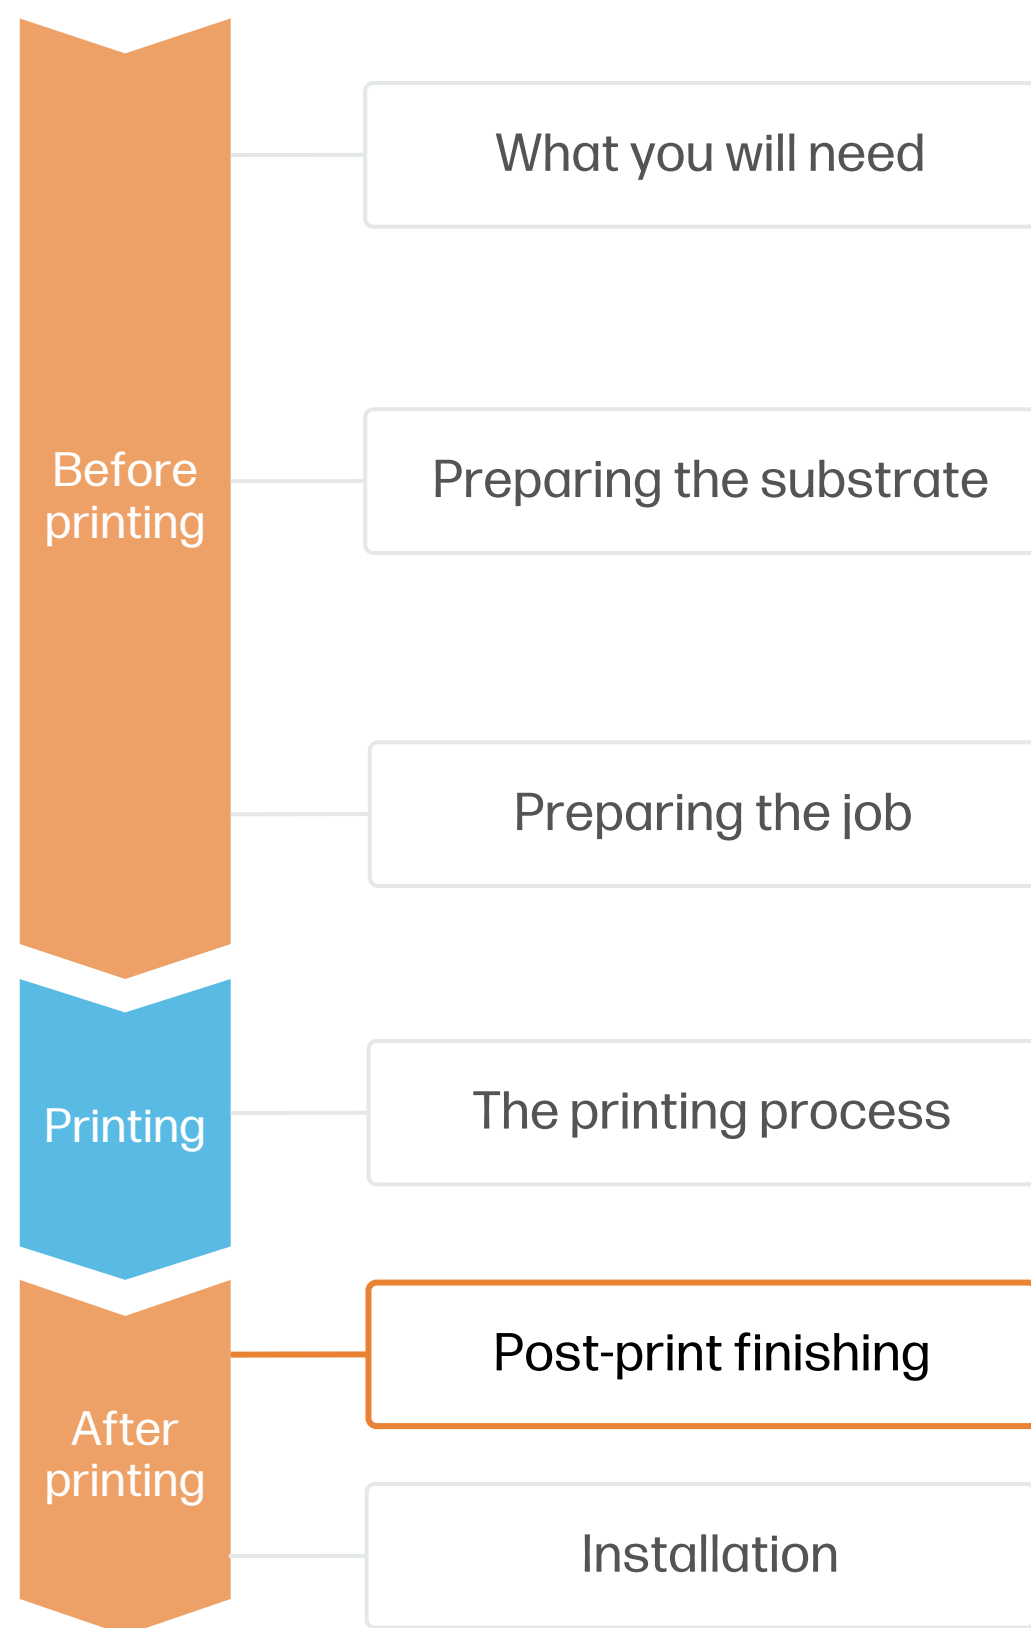 What you will need
Before
printing
Preparing the substrate
Preparing the job
Printing
The printing process
After
printing
Post-print finishing
Installation